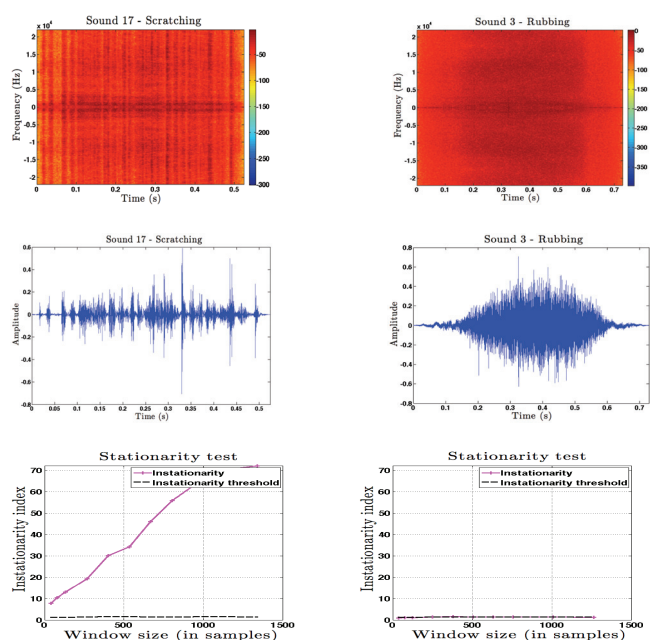 Sound 17 - Scratching
x 10⁴
Frequency (Hz)
2
1.5
1
0.5
0
-0.5
-1
-1.5
-2
0 0.1 0.2 0.3 0.4 0.5
Time (s)
-50
-100
-150
-200
-250
-300
Sound 3 - Rubbing
x 10⁴
Frequency (Hz)
2
1.5
1
0.5
0
-0.5
-1
-1.5
-2
0 0.1 0.2 0.3 0.4 0.5 0.6 0.7
Time (s)
0
-50
-100
-150
-200
-250
-300
-350
Sound 17 - Scratching
Amplitude
0.6
0.4
0.2
0
-0.2
-0.4
-0.6
-0.8
0 0.05 0.1 0.15 0.2 0.25 0.3 0.35 0.4 0.45 0.5
Time (s)
Sound 3 - Rubbing
Amplitude
0.8
0.6
0.4
0.2
0
-0.2
-0.4
-0.6
-0.8
0 0.1 0.2 0.3 0.4 0.5 0.6 0.7
Time (s)
Stationarity test
Instationarity
Instationarity threshold
Instationarity index
70
60
50
40
30
20
10
0
0 500 1000 1500
Window size (in samples)
Stationarity test
Instationarity
Instationarity threshold
Instationarity index
70
60
50
40
30
20
10
0
0 500 1000 1500
Window size (in samples)